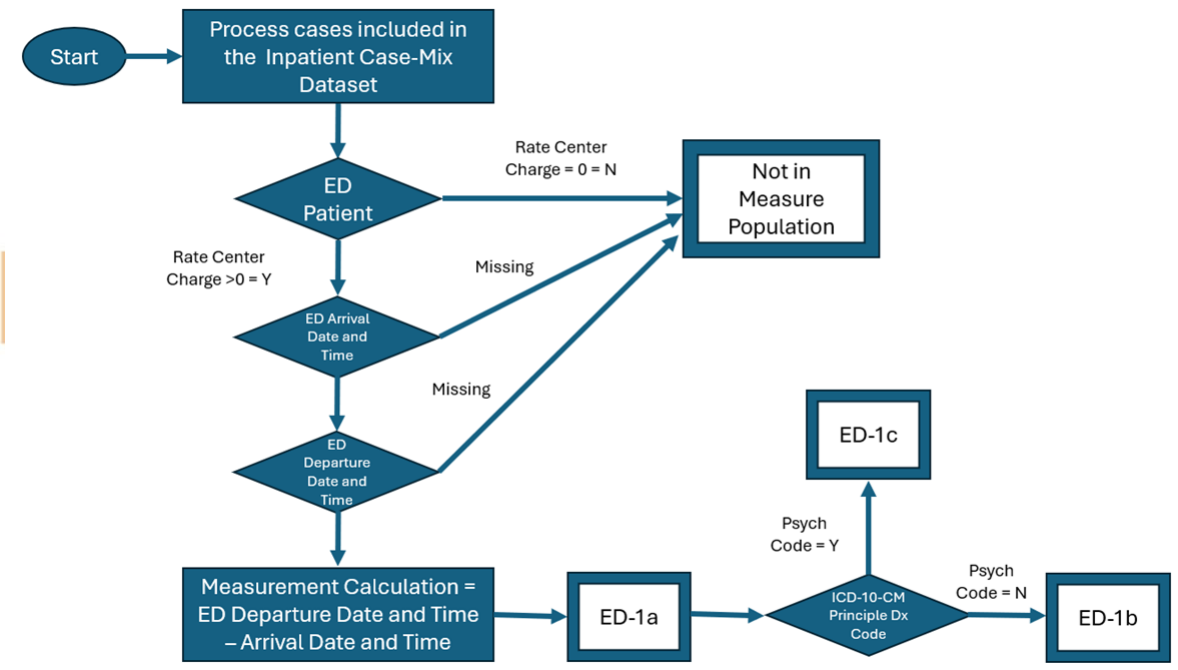 Start
Process cases included in
the Inpatient Case-Mix
Dataset
ED
Patient
Rate Center
Charge = 0 = N
Not in
Measure
Population
Rate Center
Charge >0 = Y
Missing
ED Arrival
Date and
Time
Missing
ED
Departure
Date and
Time
Measurement Calculation =
ED Departure Date and Time
– Arrival Date and Time
ED-1a
ICD-10-CM
Principle Dx
Code
Psych
Code = Y
ED-1c
Psych
Code = N
ED-1b